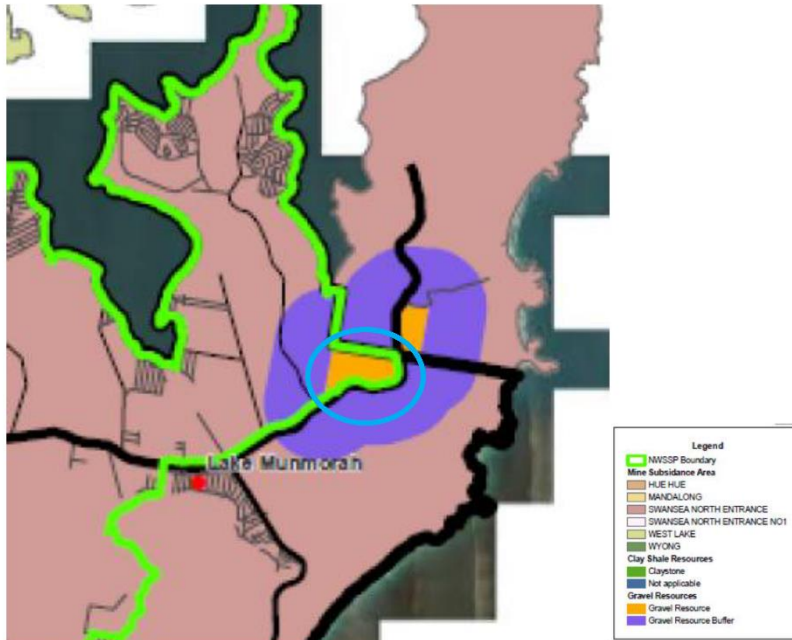 Lake Munmorah
Legend
NWSSP Boundary
Mine Subsidance Area
HUE HUE
MANDALONG
SWANSEA NORTH ENTRANCE
SWANSEA NORTH ENTRANCE NO1
WEST LAKE
WYONG
Clay Shale Resources
Claystone
Not applicable
Gravel Resources
Gravel Resource
Gravel Resource Buffer